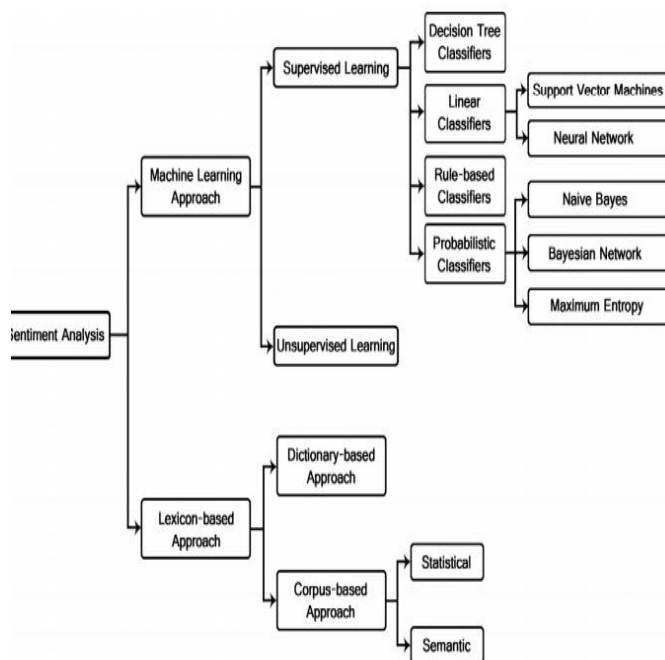 Decision Tree
Classifiers
Supervised Learning
Linear
Classifiers
Support Vector Machines
Neural Network
Machine Learning
Approach
Rule-based
Classifiers
Naive Bayes
Probabilistic
Classifiers
Bayesian Network
Maximum Entropy
Sentiment Analysis
Unsupervised Learning
Dictionary-based
Approach
Lexicon-based
Approach
Statistical
Corpus-based
Approach
Semantic